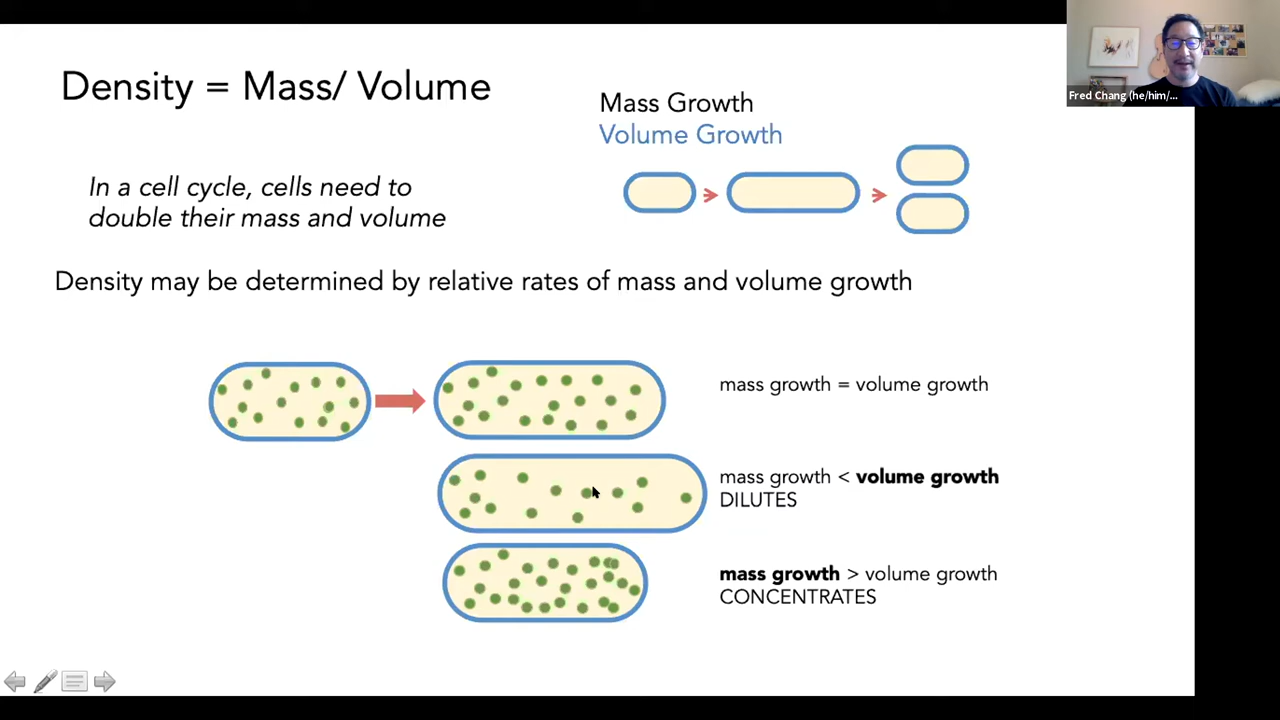 Density = Mass/ Volume
Mass Growth
Volume Growth
In a cell cycle, cells need to
double their mass and volume
Density may be determined by relative rates of mass and volume growth
mass growth = volume growth
mass growth < volume growth
DILUTES
mass growth > volume growth
CONCENTRATES
Fred Chang (he/him/...